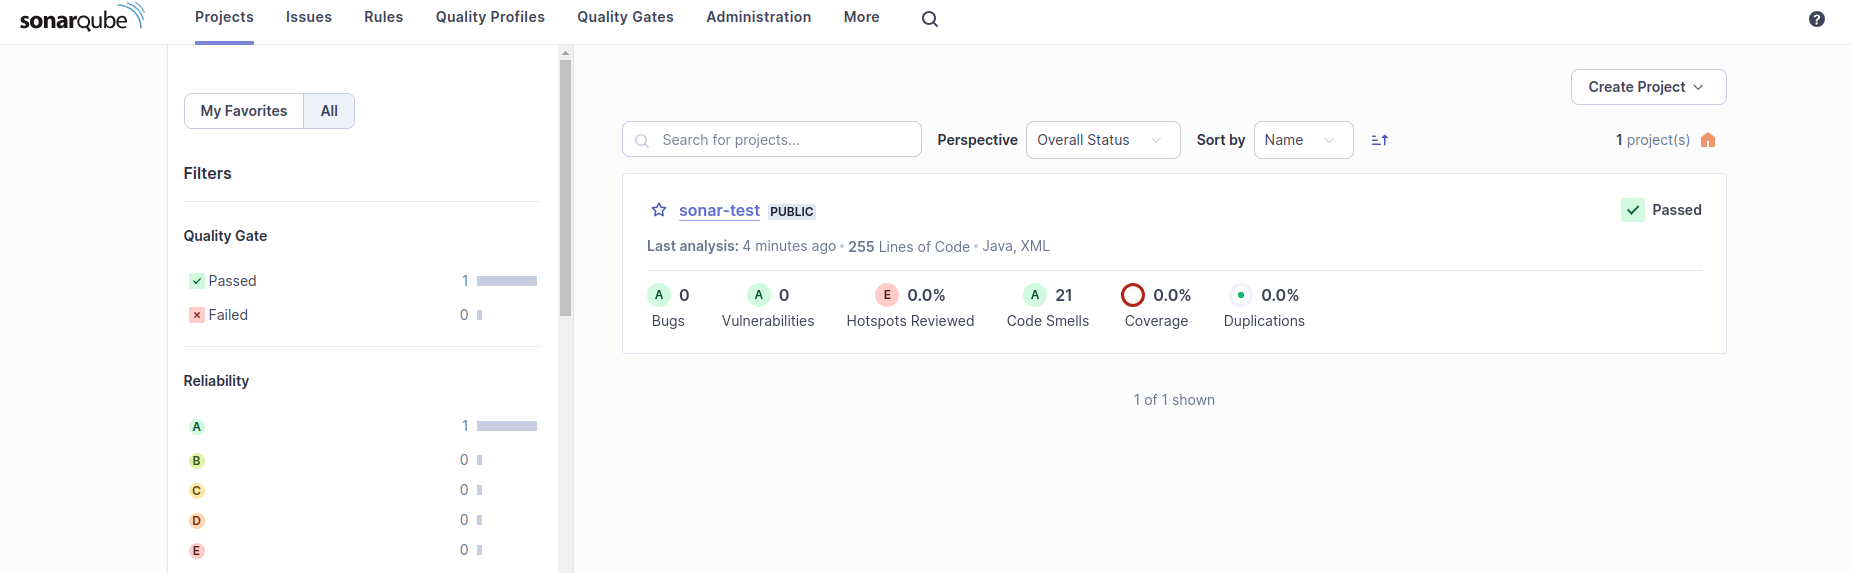 sonarqube Projects Issues Rules Quality Profiles Quality Gates Administration More ?
My Favorites All
Filters
Quality Gate
Passed 1
Failed 0
Reliability
A 1
B 0
C 0
D 0
E 0
Create Project
Search for projects... Perspective Overall Status Sort by Name 1 project(s)
sonar-test PUBLIC Passed
Last analysis: 4 minutes ago • 255 Lines of Code • Java, XML
A 0 A 0 E 0.0% A 21 0.0% 0.0%
Bugs Vulnerabilities Hotspots Reviewed Code Smells Coverage Duplications
1 of 1 shown